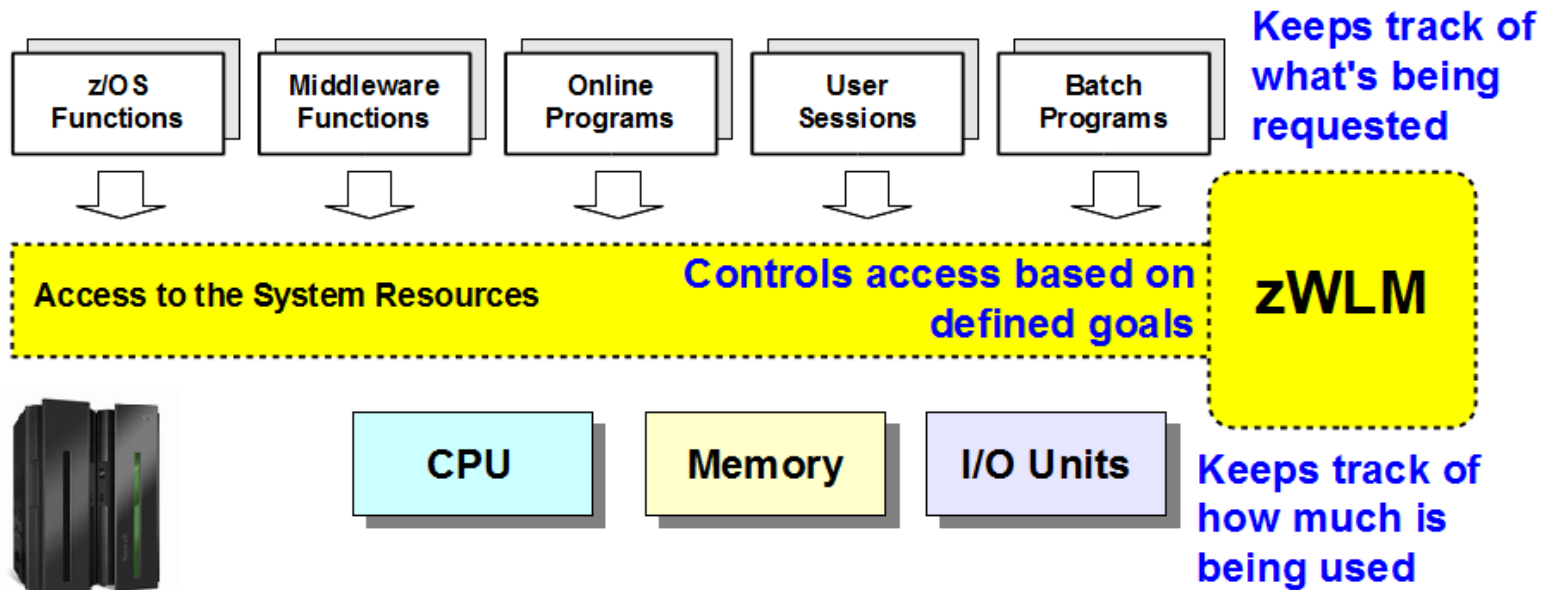 z/OS
Functions
Middleware
Functions
Online
Programs
User
Sessions
Batch
Programs
Keeps track of
what's being
requested
Access to the System Resources
Controls access based on
defined goals
zWLM
CPU
Memory
I/O Units
Keeps track of
how much is
being used